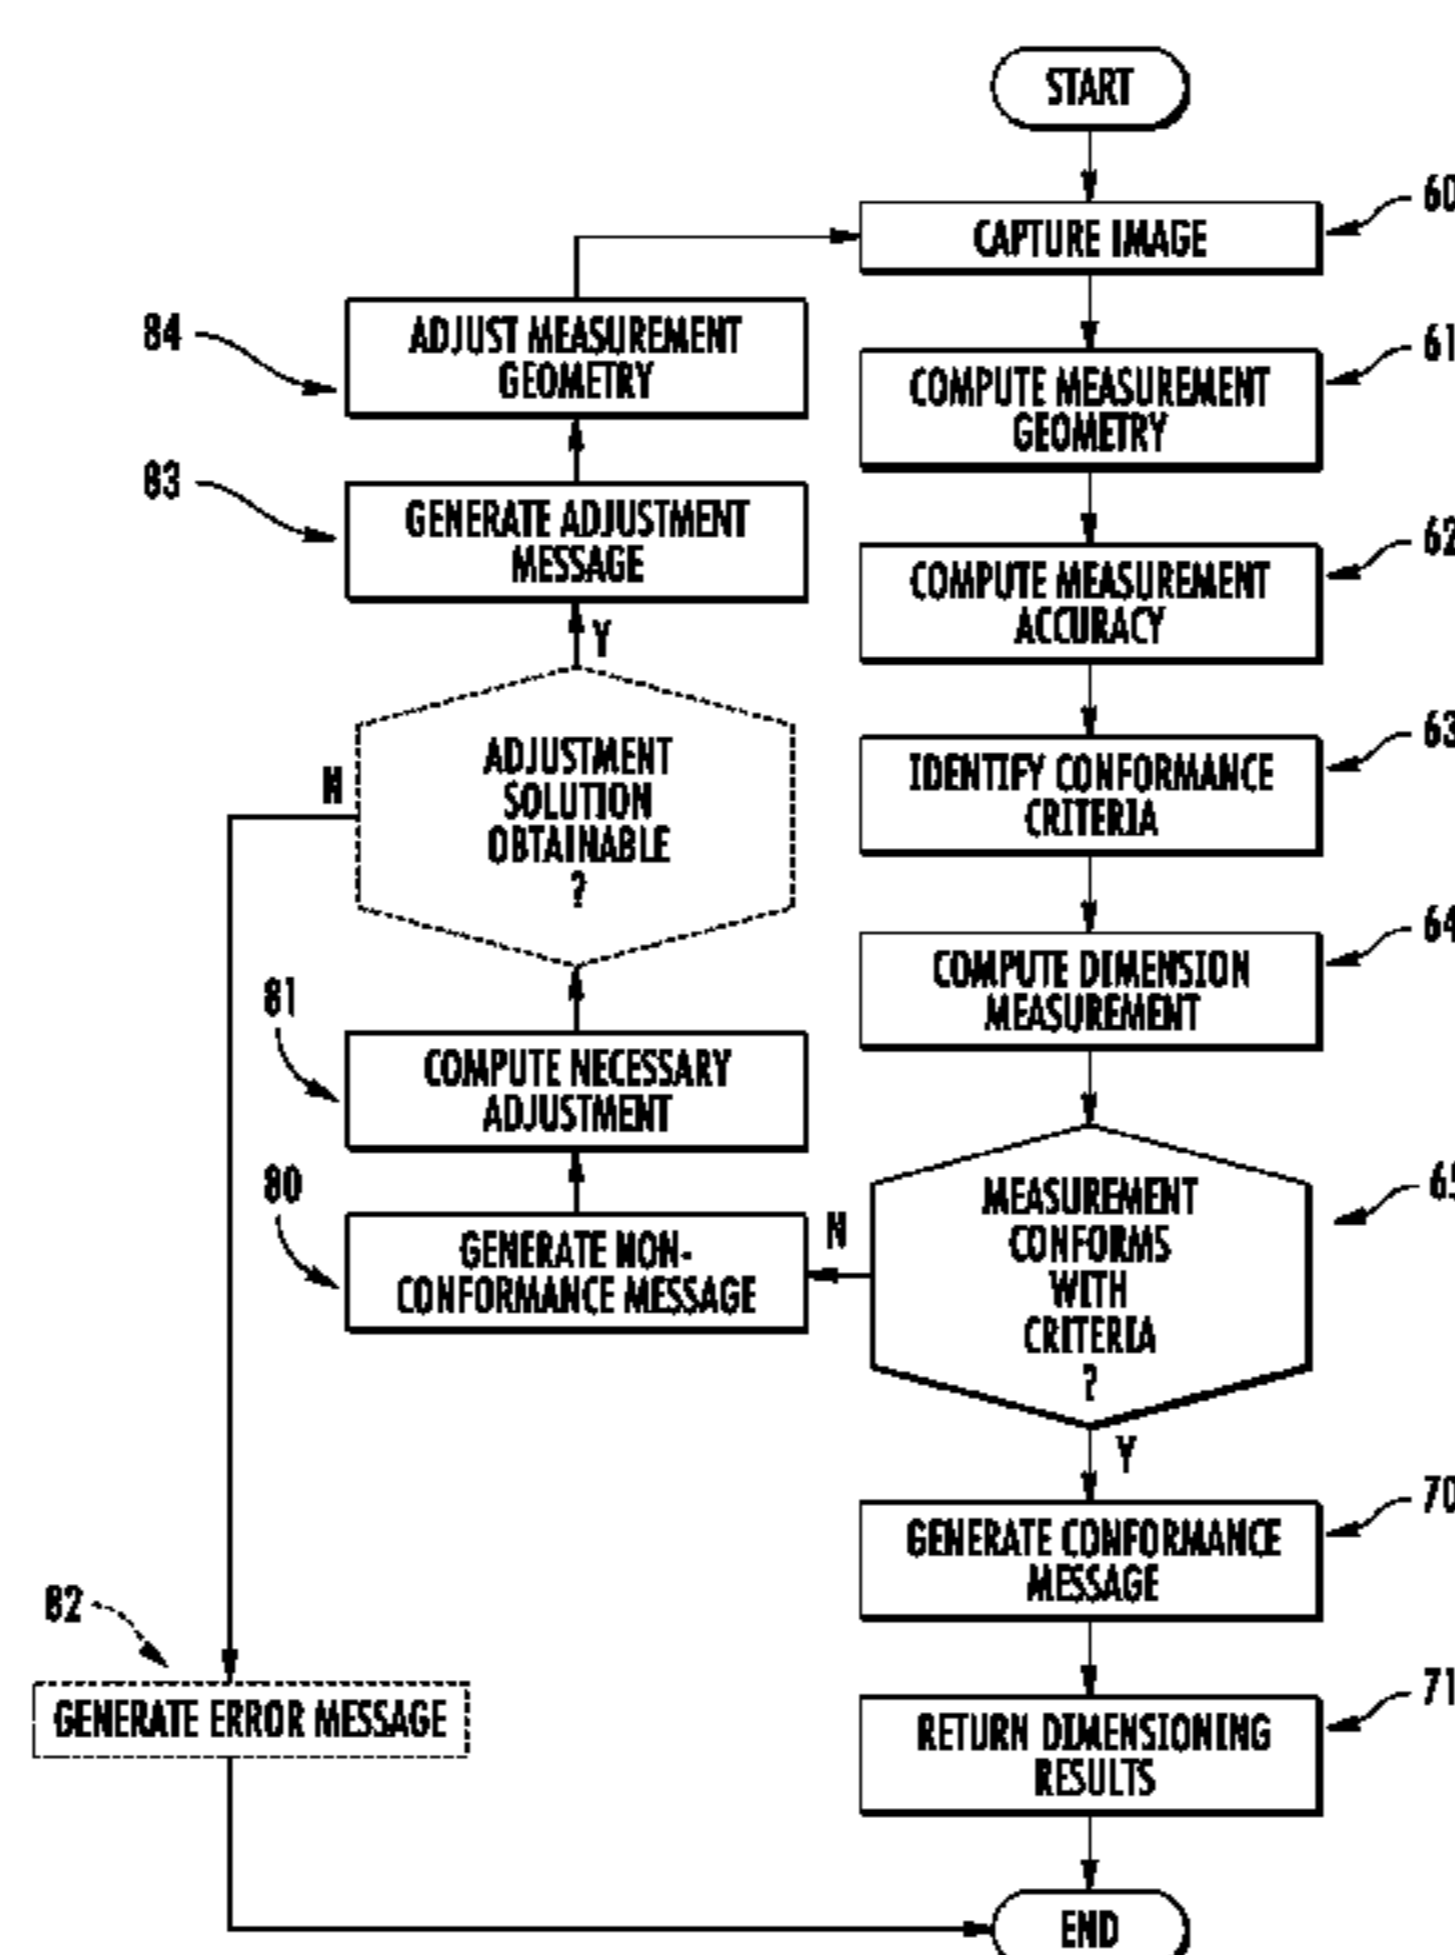 START
CAPTURE IMAGE
60
COMPUTE MEASUREMENT
GEOMETRY
61
COMPUTE MEASUREMENT
ACCURACY
62
IDENTIFY CONFORMANCE
CRITERIA
63
COMPUTE DIMENSION
MEASUREMENT
64
MEASUREMENT
CONFORMS
WITH
CRITERIA
?
65
N
Y
GENERATE CONFORMANCE
MESSAGE
70
RETURN DIMENSIONING
RESULTS
71
END
80
GENERATE NON-
CONFORMANCE MESSAGE
81
COMPUTE NECESSARY
ADJUSTMENT
ADJUSTMENT
SOLUTION
OBTAINABLE
?
N
Y
83
GENERATE ADJUSTMENT
MESSAGE
84
ADJUST MEASUREMENT
GEOMETRY
82
GENERATE ERROR MESSAGE